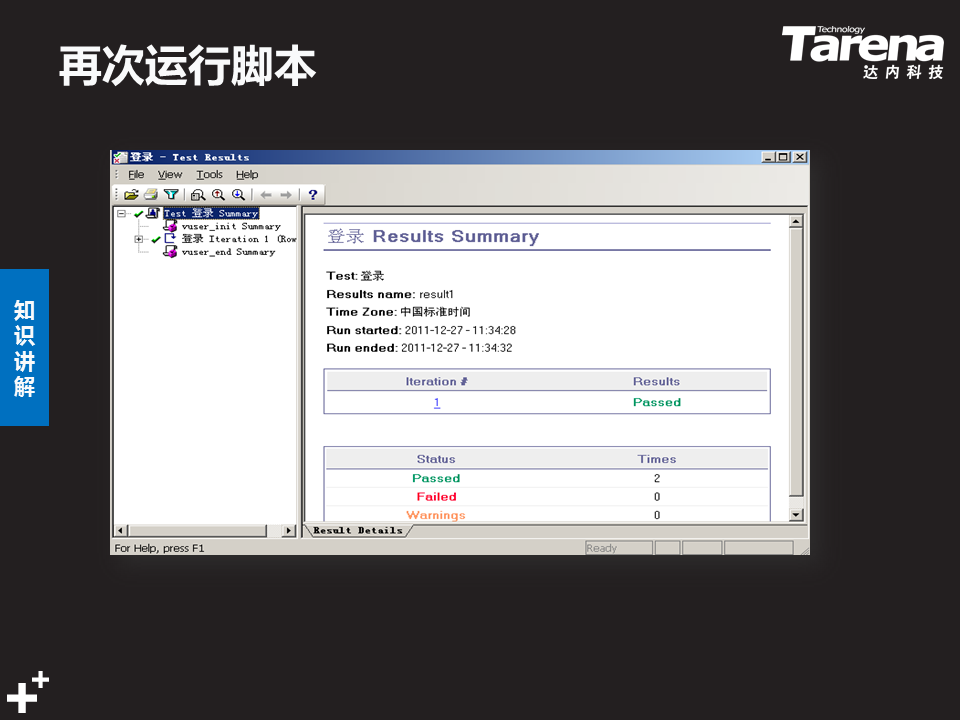 再次运行脚本
Technology
Tarena
达内科技
知识讲解
登录 - Test Results
File View Tools Help
Test 登录 Summary
vuser_init Summary
登录 Iteration 1 (Row
vuser_end Summary
登录 Results Summary
Test: 登录
Results name: result1
Time Zone: 中国标准时间
Run started: 2011-12-27 - 11:34:28
Run ended: 2011-12-27 - 11:34:32
Iteration # Results
1 Passed
Status Times
Passed 2
Failed 0
Warnings 0
Result Details
For Help, press F1
Ready